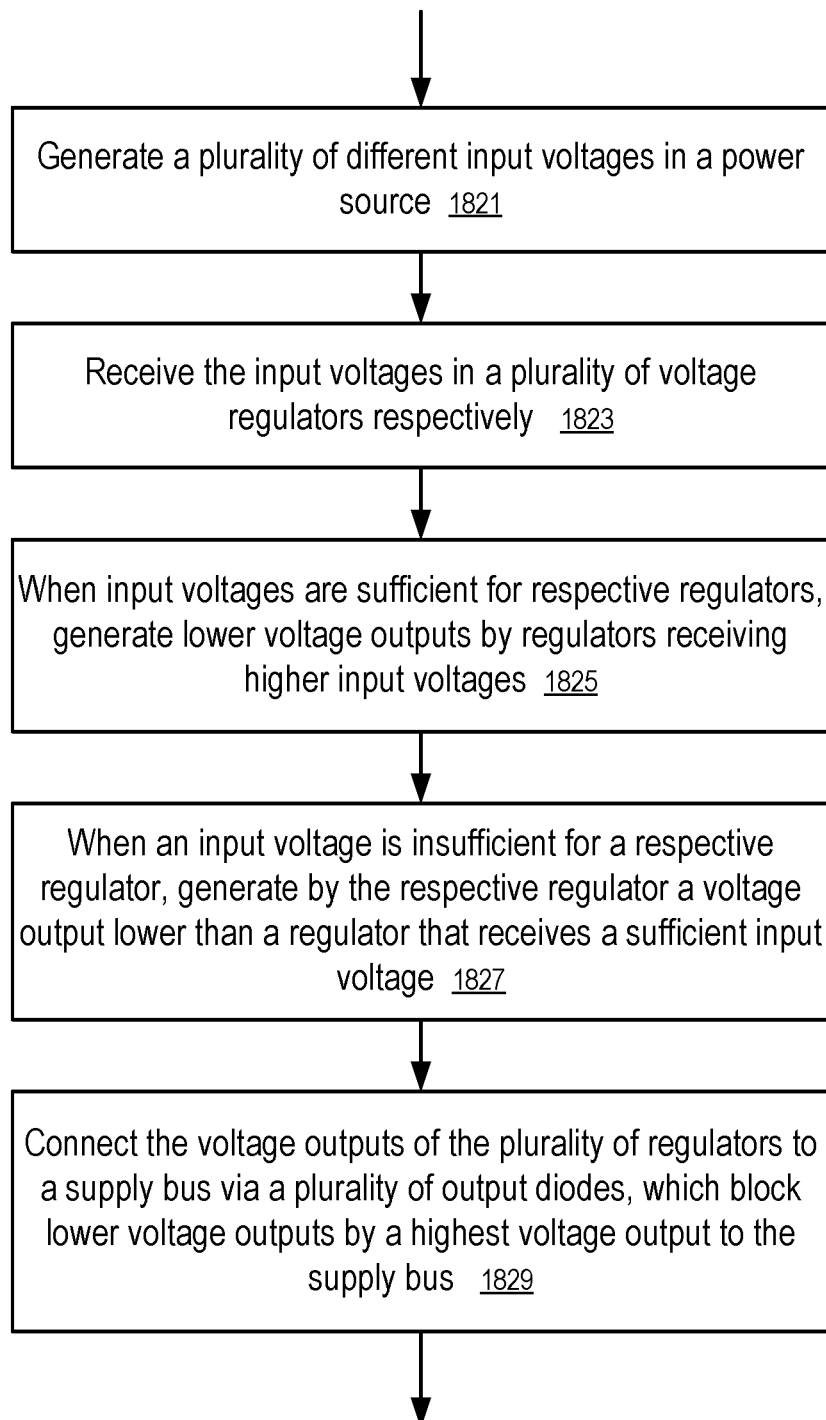 Generate a plurality of different input voltages in a power
source 1821
Receive the input voltages in a plurality of voltage
regulators respectively 1823
When input voltages are sufficient for respective regulators,
generate lower voltage outputs by regulators receiving
higher input voltages 1825
When an input voltage is insufficient for a respective
regulator, generate by the respective regulator a voltage
output lower than a regulator that receives a sufficient input
voltage 1827
Connect the voltage outputs of the plurality of regulators to
a supply bus via a plurality of output diodes, which block
lower voltage outputs by a highest voltage output to the
supply bus 1829